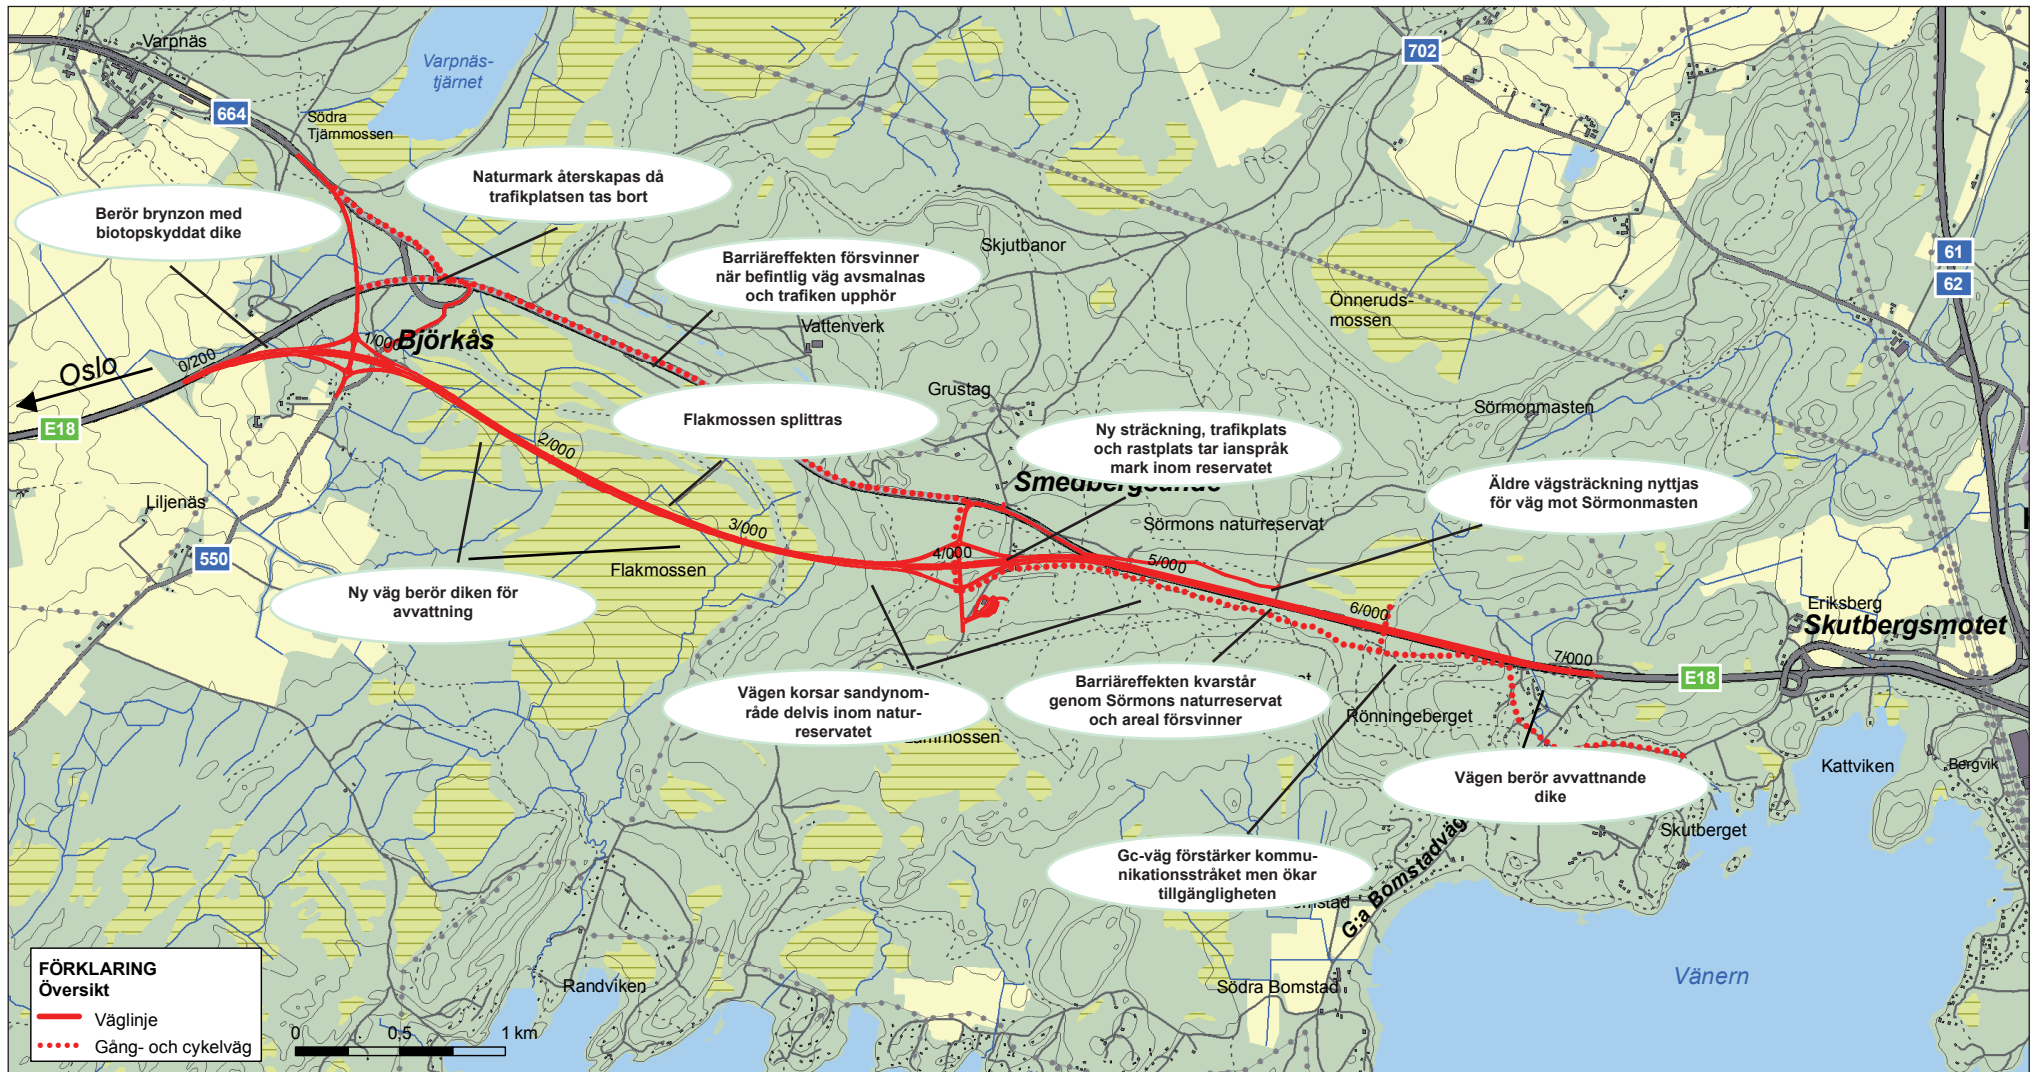 Varpnäs
Varpnäs-
tjärnet
702
664
Södra
Tjämmossen
Naturmark återskapas då
trafikplatsen tas bort
Berör brynzon med
biotopskyddat dike
Skjutbanor
61
62
Barriäreffekten försvinner
när befintlig väg avsmalnas
och trafiken upphör
Önneruds-
mossen
Vattenverk
1/000
Björkås
0/200
Oslo
E18
Grustag
Sörmonmasten
Flakmossen splittras
Ny sträckning, trafikplats
och rastplats tar ianspråk
mark inom reservatet
2/000
Äldre vägsträckning nyttjas
för väg mot Sörmonmasten
Liljenäs
3/000
Sörmons naturreservat
550
4/000
5/000
Flakmossen
Ny väg berör diken för
avvattning
6/000
Eriksberg
Skutbergsmotet
7/000
E18
Vägen korsar sandynom-
råde delvis inom natur-
reservatet
Barriäreffekten kvarstår
genom Sörmons naturreservat
och areal försvinner
Rönningeberget
Kattviken
Bergvik
Vägen berör avvattnande
dike
Skutberget
Gc-väg förstärker kommu-
nikationsstråket men ökar
tillgängligheten
G:a Bomstadväg
Vänern
Randviken
Södra Bomstad
FÖRKLARING
Översikt
Väglinje
Gång- och cykelväg
0 0,5 1 km